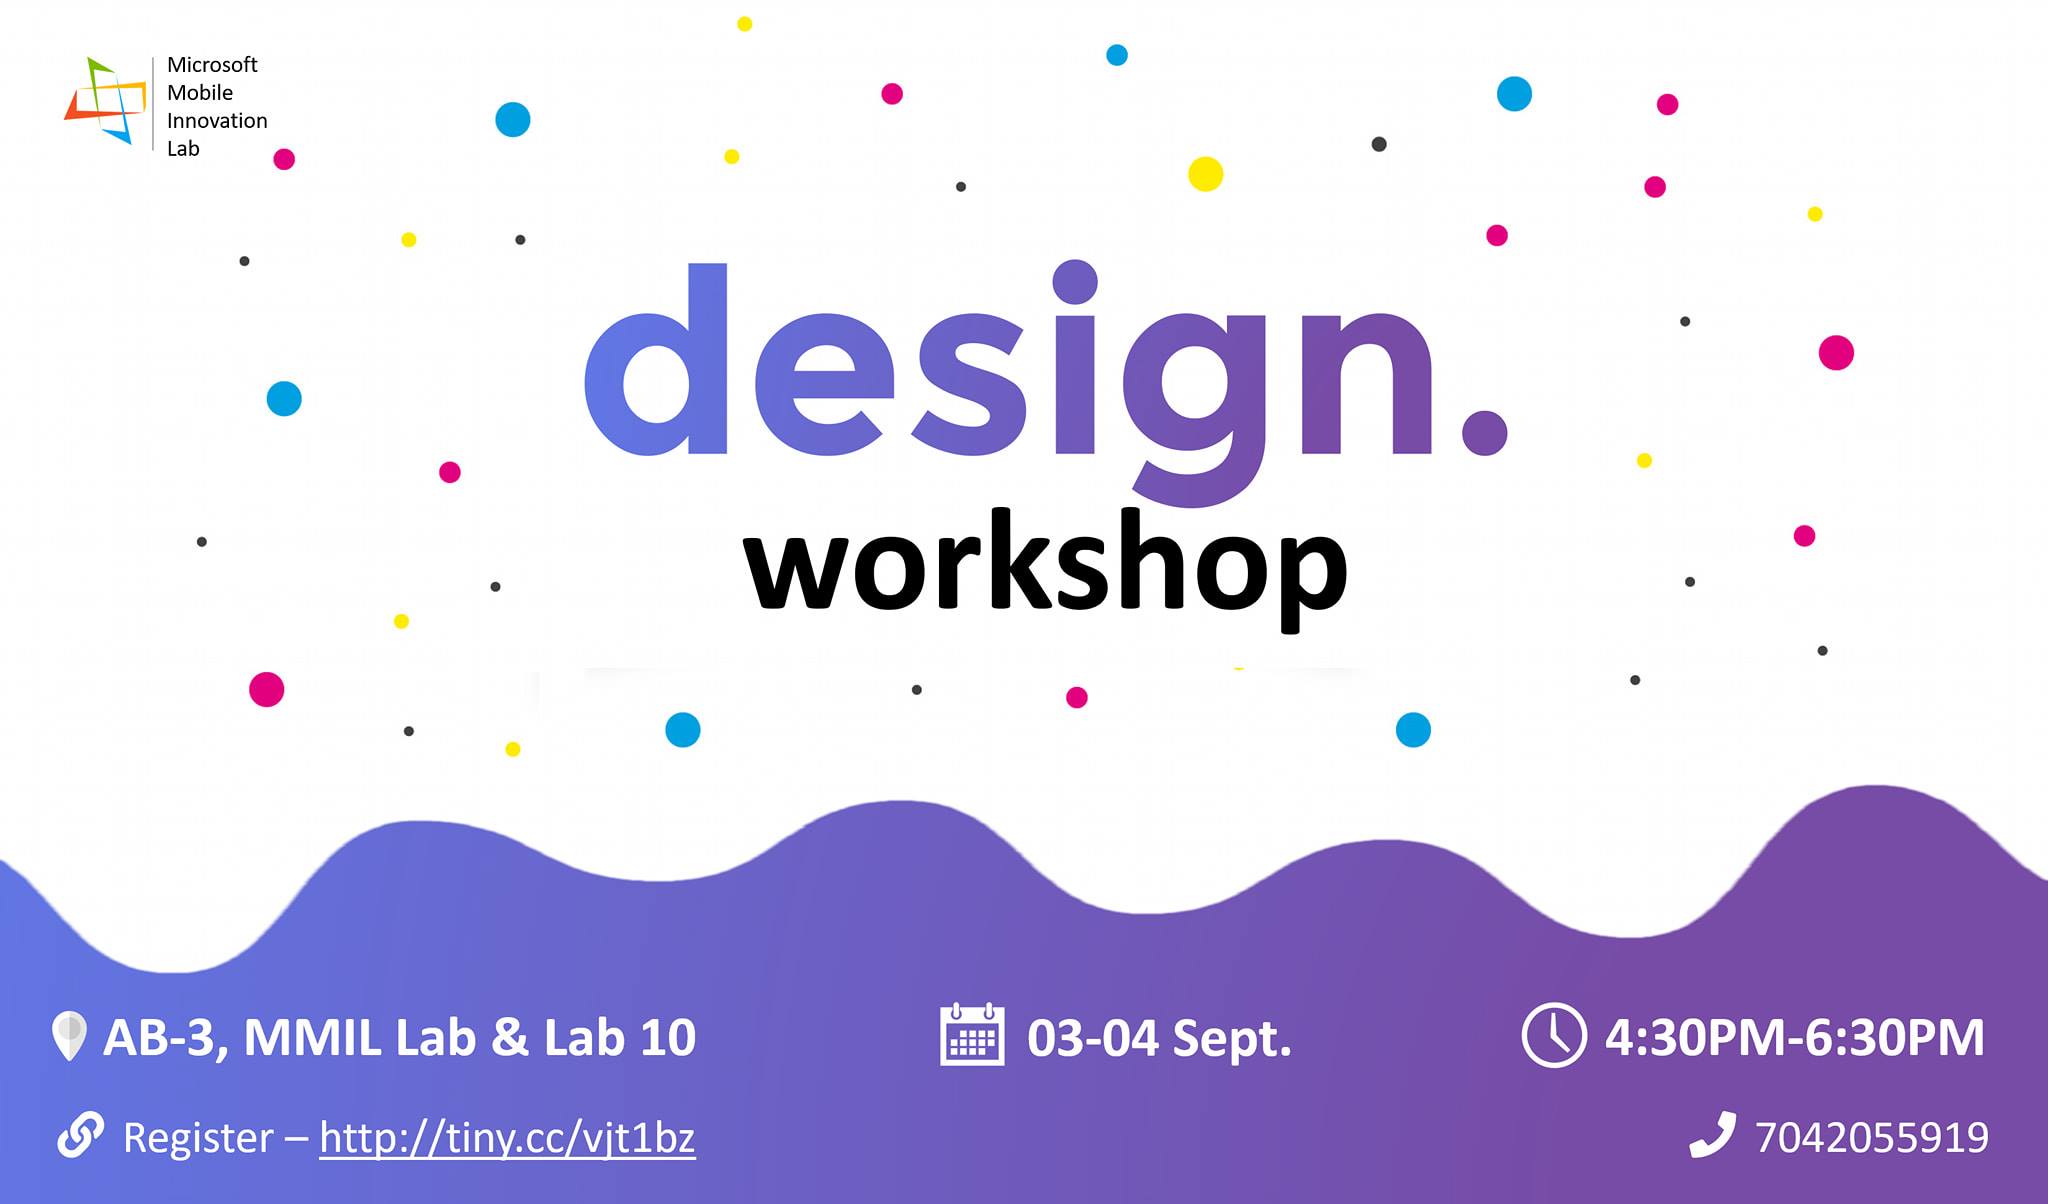 Microsoft
Mobile
Innovation
Lab
design.
workshop
AB-3, MMIL Lab & Lab 10
03-04 Sept.
4:30PM-6:30PM
Register – http://tiny.cc/vjt1bz
7042055919